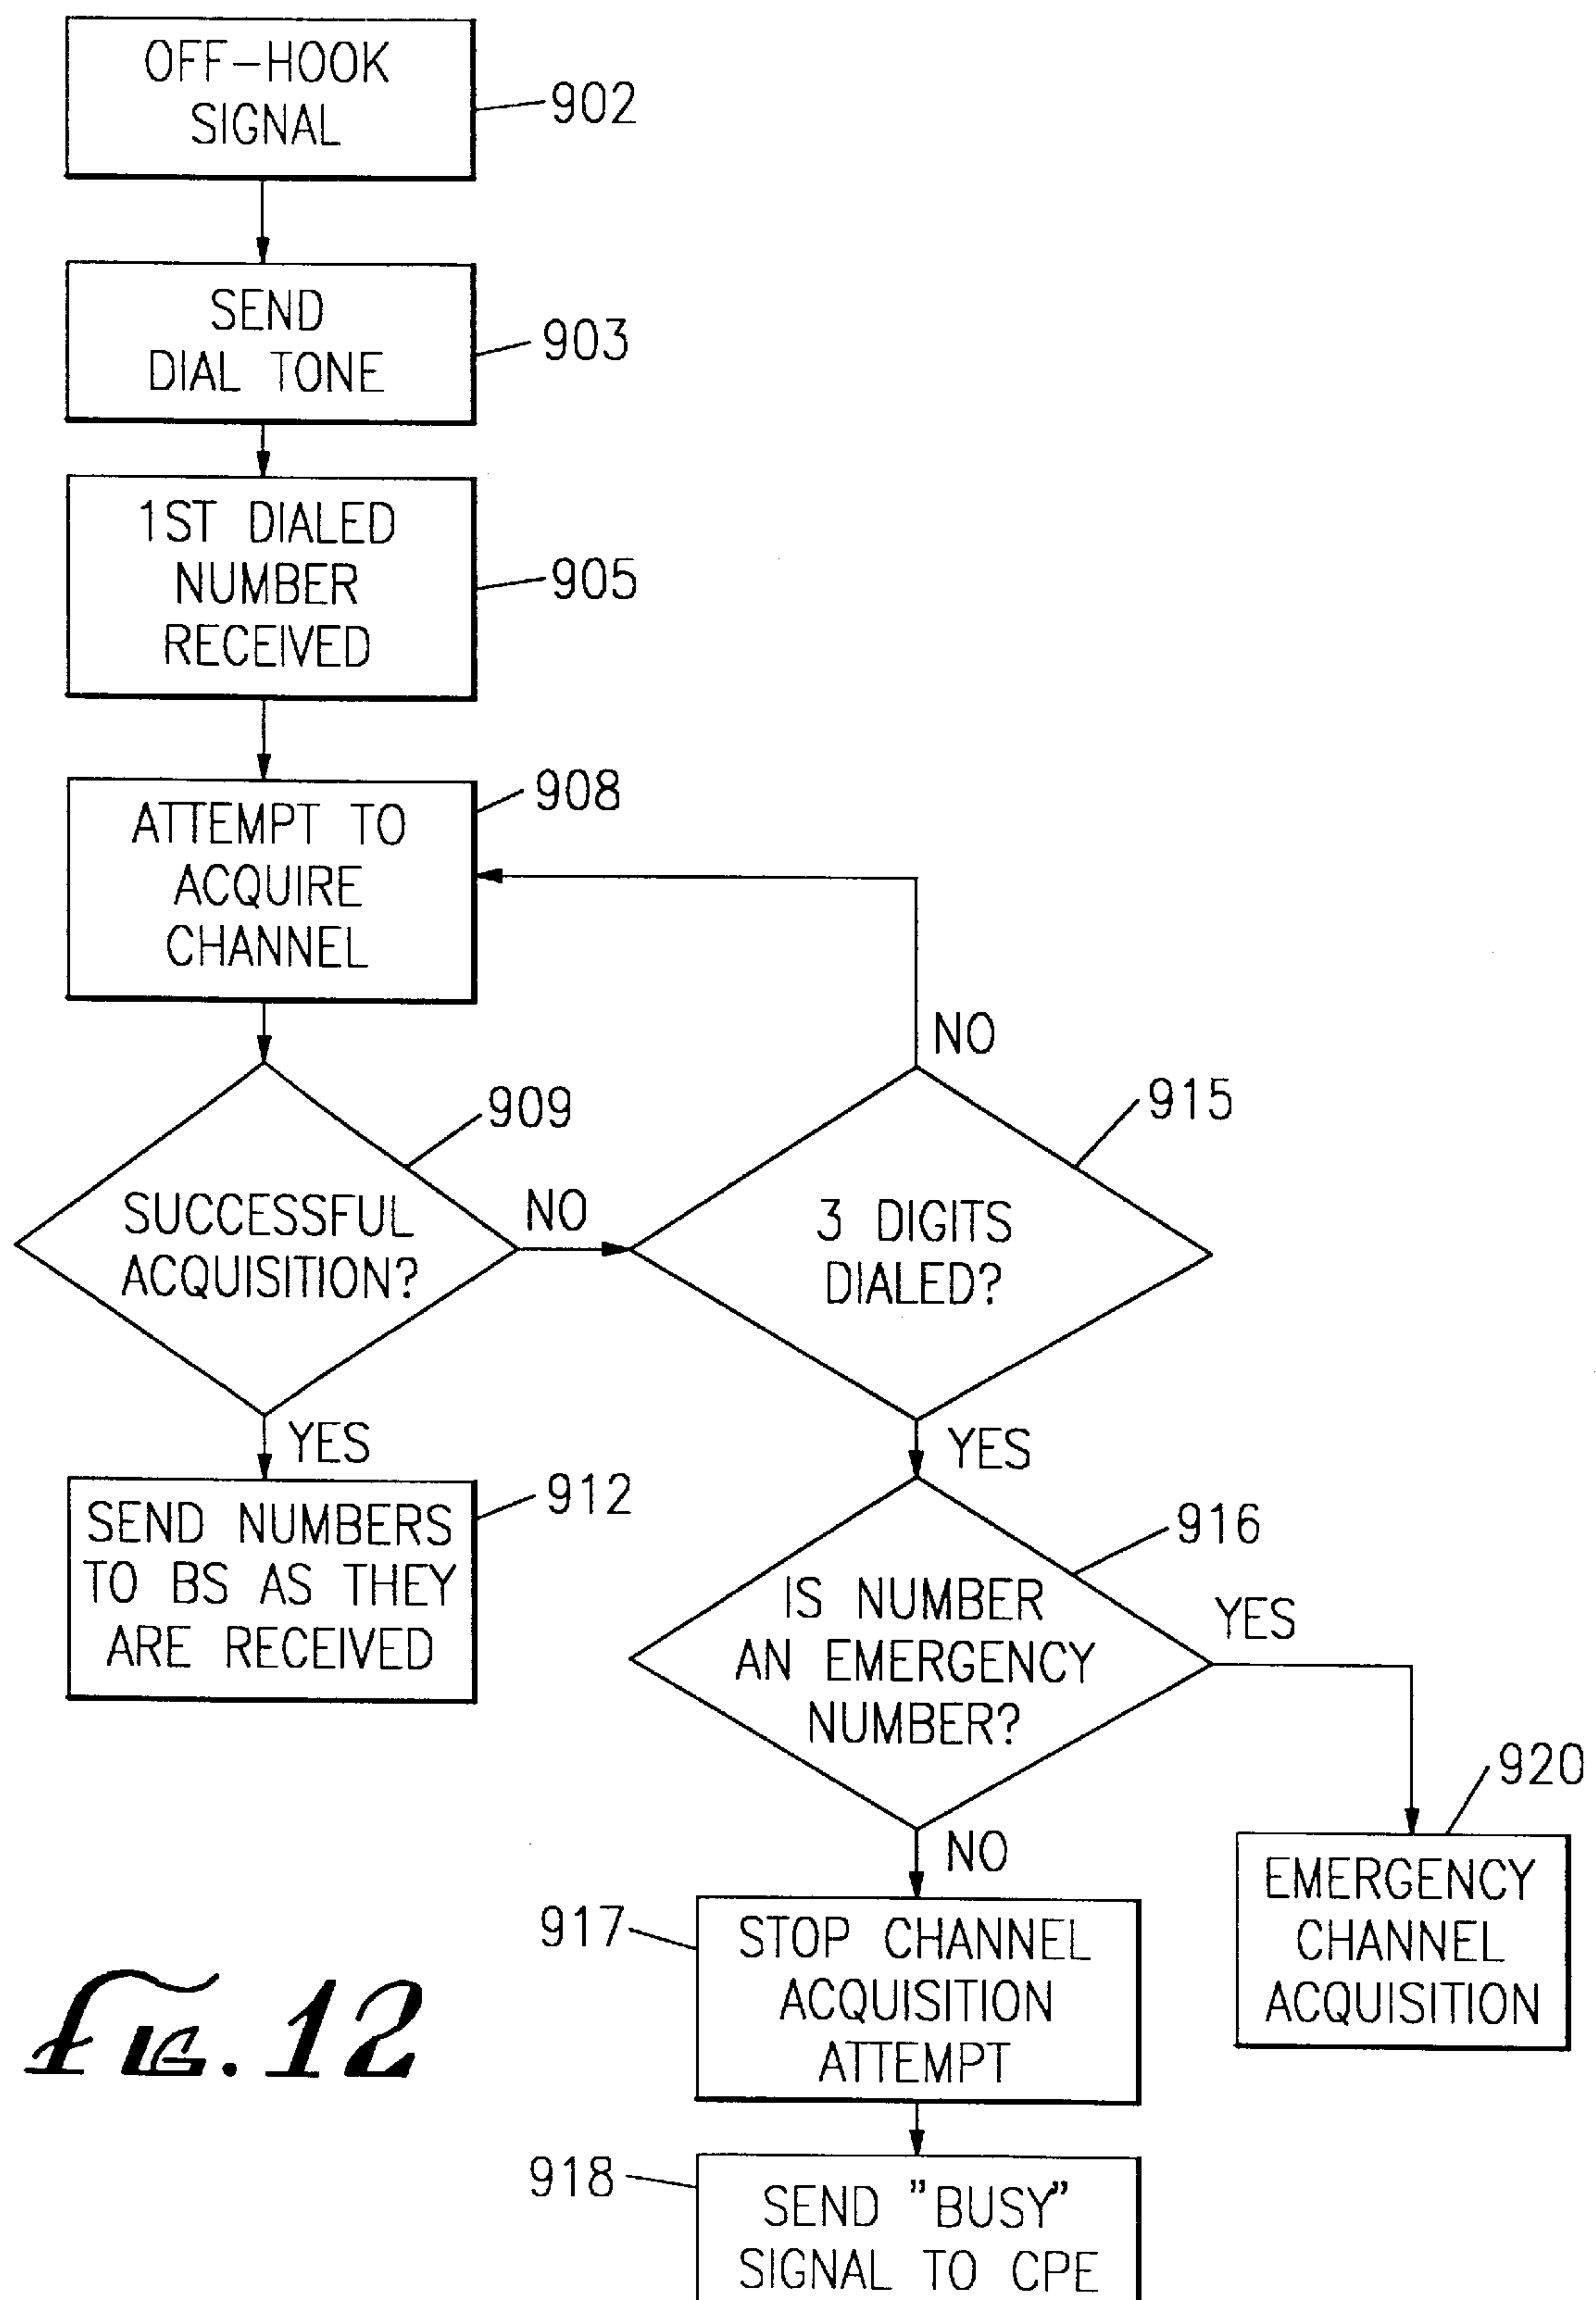 OFF-HOOK
SIGNAL
902
SEND
DIAL TONE
903
1ST DIALED
NUMBER
RECEIVED
905
ATTEMPT TO
ACQUIRE
CHANNEL
908
SUCCESSFUL
ACQUISITION?
909
NO
YES
SEND NUMBERS
TO BS AS THEY
ARE RECEIVED
912
3 DIGITS
DIALED?
915
NO
YES
IS NUMBER
AN EMERGENCY
NUMBER?
916
YES
NO
EMERGENCY
CHANNEL
ACQUISITION
920
STOP CHANNEL
ACQUISITION
ATTEMPT
917
SEND "BUSY"
SIGNAL TO CPE
918
FIG. 12